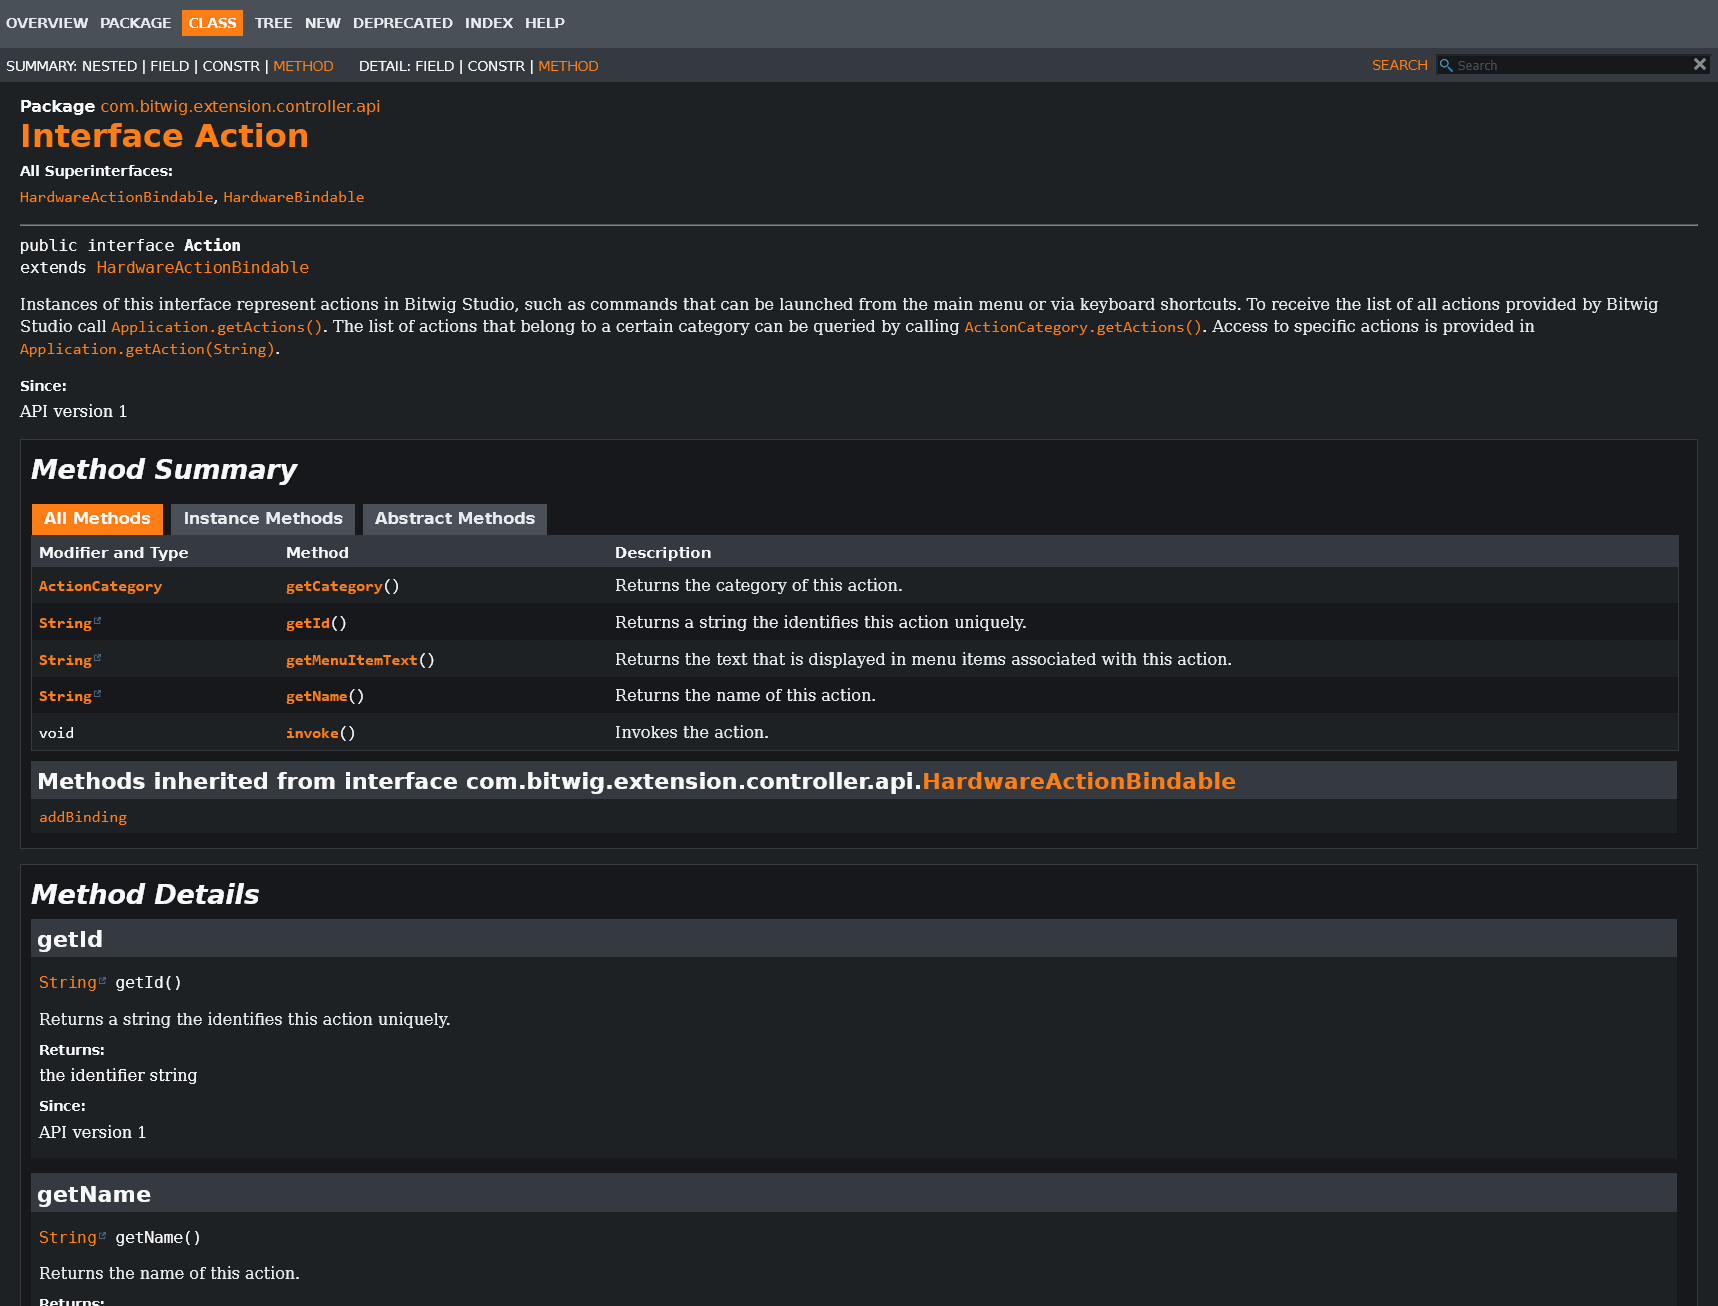 OVERVIEW PACKAGE CLASS TREE NEW DEPRECATED INDEX HELP
SUMMARY: NESTED | FIELD | CONSTR | METHOD DETAIL: FIELD | CONSTR | METHOD SEARCH Search
Package com.bitwig.extension.controller.api
Interface Action
All Superinterfaces:
HardwareActionBindable, HardwareBindable
public interface Action
extends HardwareActionBindable
Instances of this interface represent actions in Bitwig Studio, such as commands that can be launched from the main menu or via keyboard shortcuts. To receive the list of all actions provided by Bitwig
Studio call Application.getActions(). The list of actions that belong to a certain category can be queried by calling ActionCategory.getActions(). Access to specific actions is provided in
Application.getAction(String).
Since:
API version 1
Method Summary
All Methods Instance Methods Abstract Methods
Modifier and Type Method Description
ActionCategory getCategory() Returns the category of this action.
String getId() Returns a string the identifies this action uniquely.
String getMenuItemText() Returns the text that is displayed in menu items associated with this action.
String getName() Returns the name of this action.
void invoke() Invokes the action.
Methods inherited from interface com.bitwig.extension.controller.api.HardwareActionBindable
addBinding
Method Details
getId
String getId()
Returns a string the identifies this action uniquely.
Returns:
the identifier string
Since:
API version 1
getName
String getName()
Returns the name of this action.
Returns: